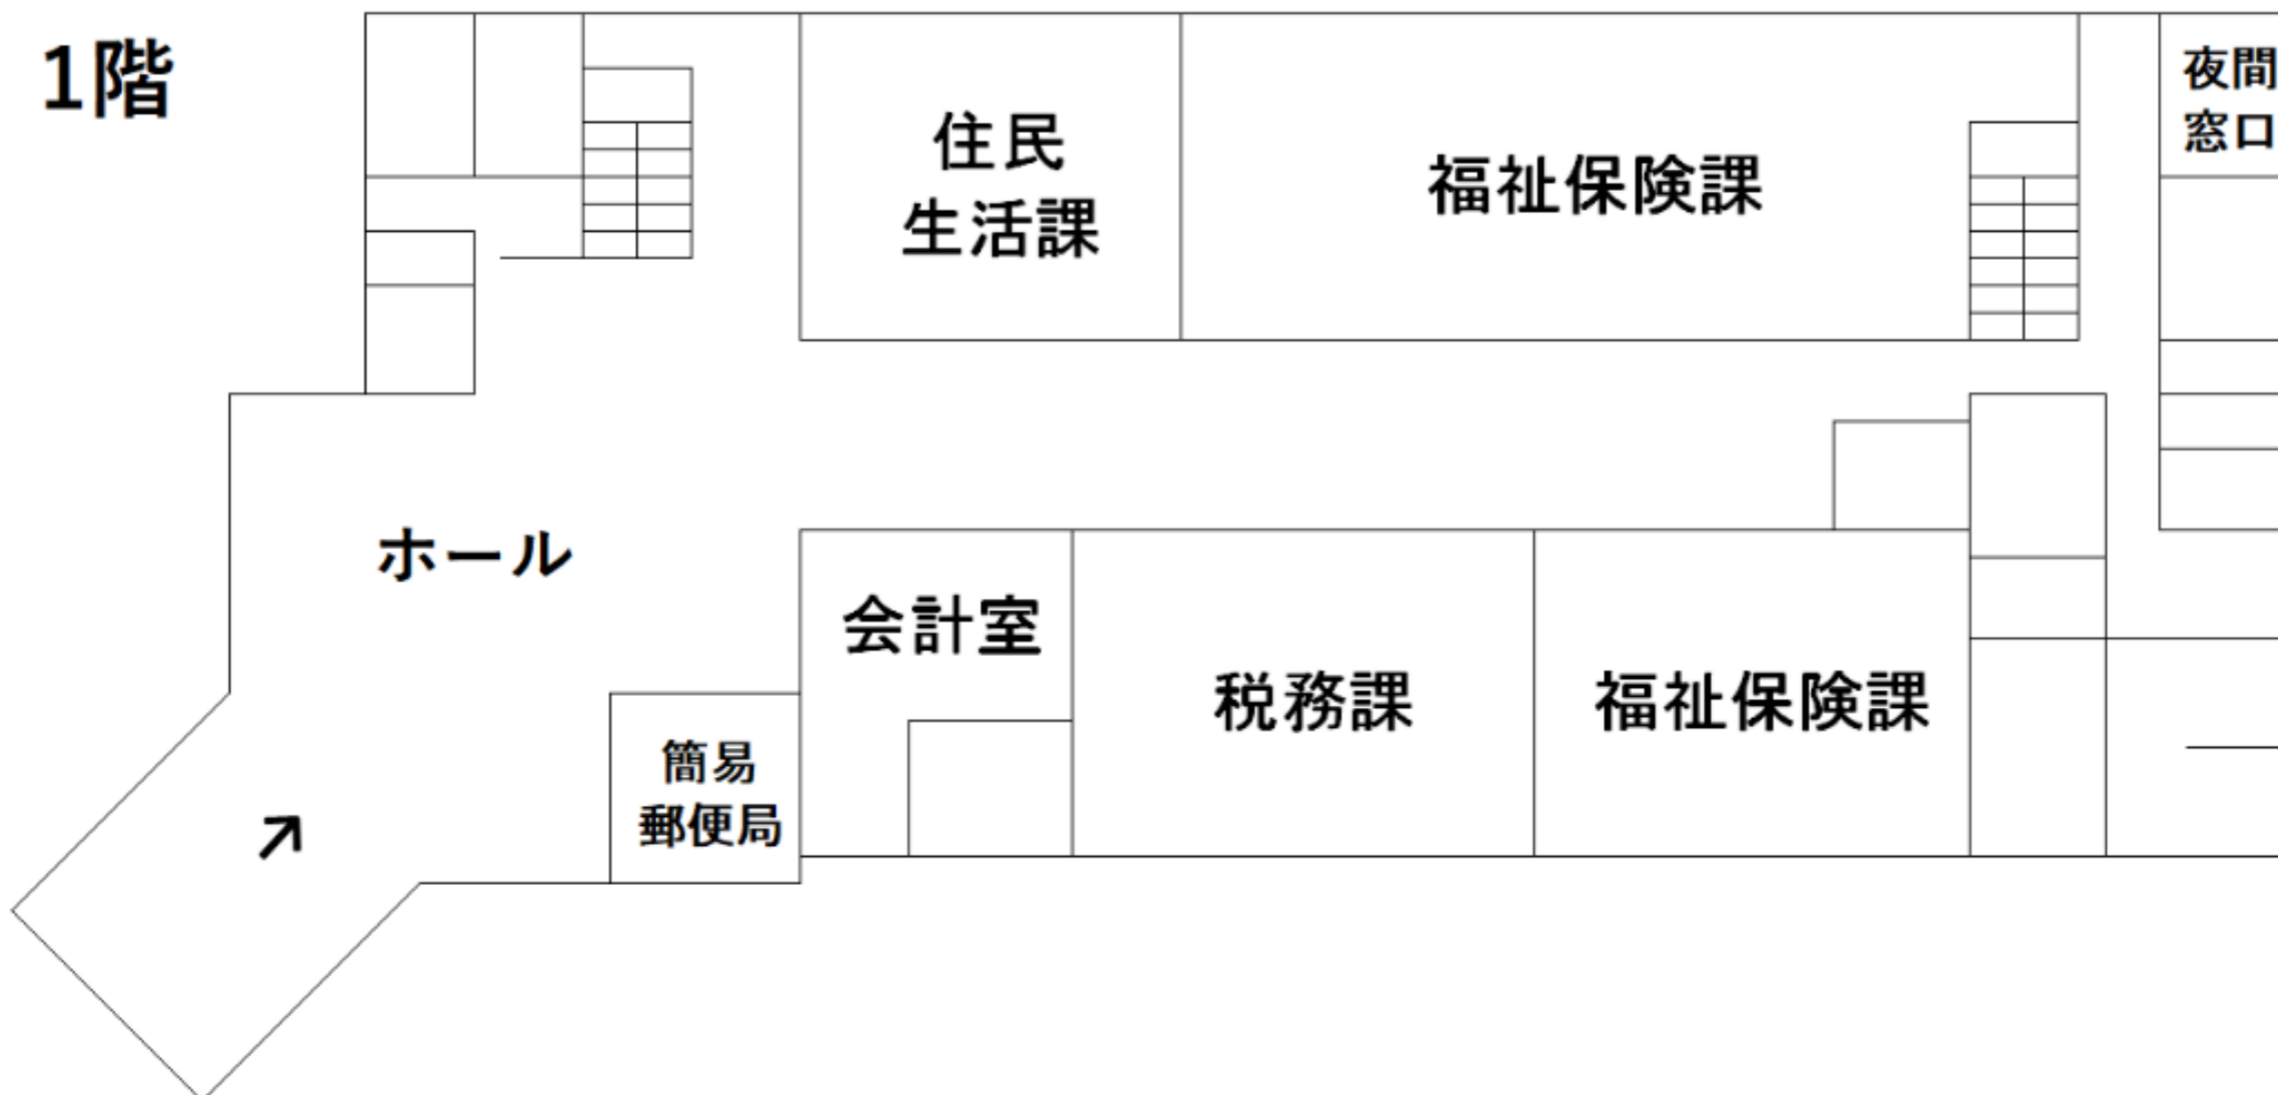 1階
夜間
窓口
住民
生活課
福祉保険課
ホール
会計室
税務課
福祉保険課
簡易
郵便局